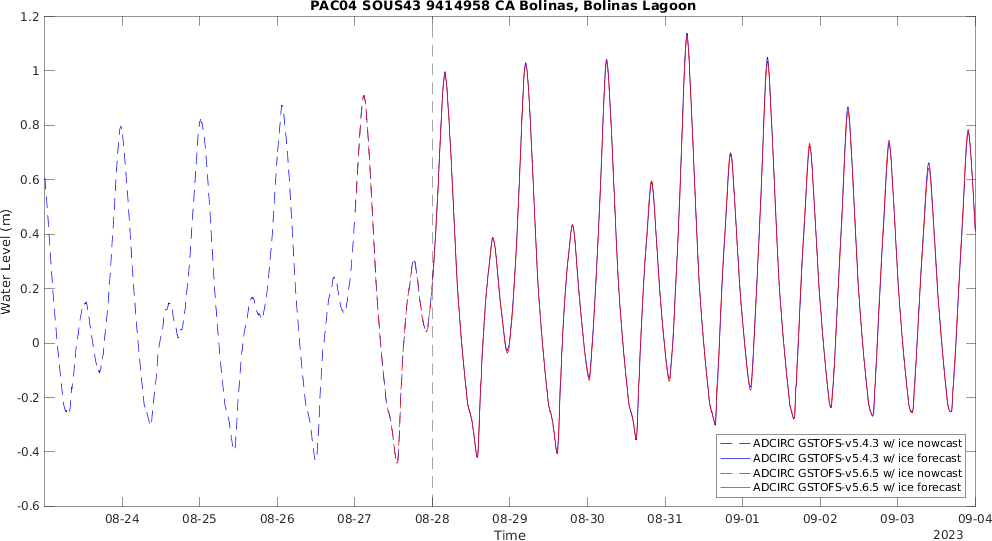 PAC04 SOUS43 9414958 CA Bolinas, Bolinas Lagoon
1.2
1
0.8
0.6
0.4
0.2
0
-0.2
-0.4
-0.6
Water Level (m)
08-24 08-25 08-26 08-27 08-28 08-29 08-30 08-31 09-01 09-02 09-03 09-04
Time
2023
ADCIRC GSTOFS-v5.4.3 w/ ice nowcast
ADCIRC GSTOFS-v5.4.3 w/ ice forecast
ADCIRC GSTOFS-v5.6.5 w/ ice nowcast
ADCIRC GSTOFS-v5.6.5 w/ ice forecast